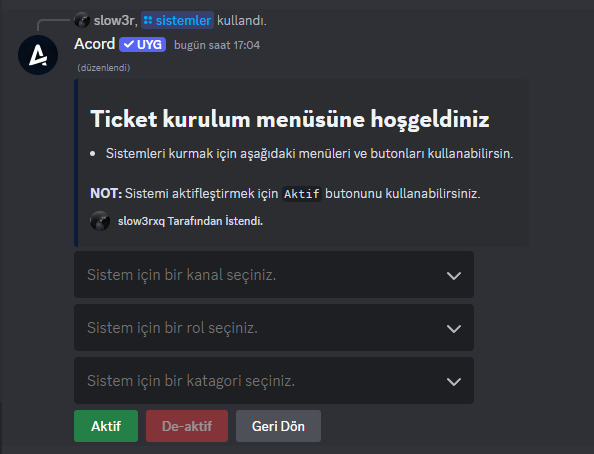 slow3r, sistemler kullandı.
Acord UYG bugün saat 17:04
(düzenlendi)
Ticket kurulum menüsüne hoşgeldiniz
• Sistemleri kurmak için aşağıdaki menüleri ve butonları kullanabilirsin.
NOT: Sistemi aktifleştirmek için Aktif butonunu kullanabilirsiniz.
slow3rxq Tarafından İstendi.
Sistem için bir kanal seçiniz.
Sistem için bir rol seçiniz.
Sistem için bir katagori seçiniz.
Aktif De-aktif Geri Dön